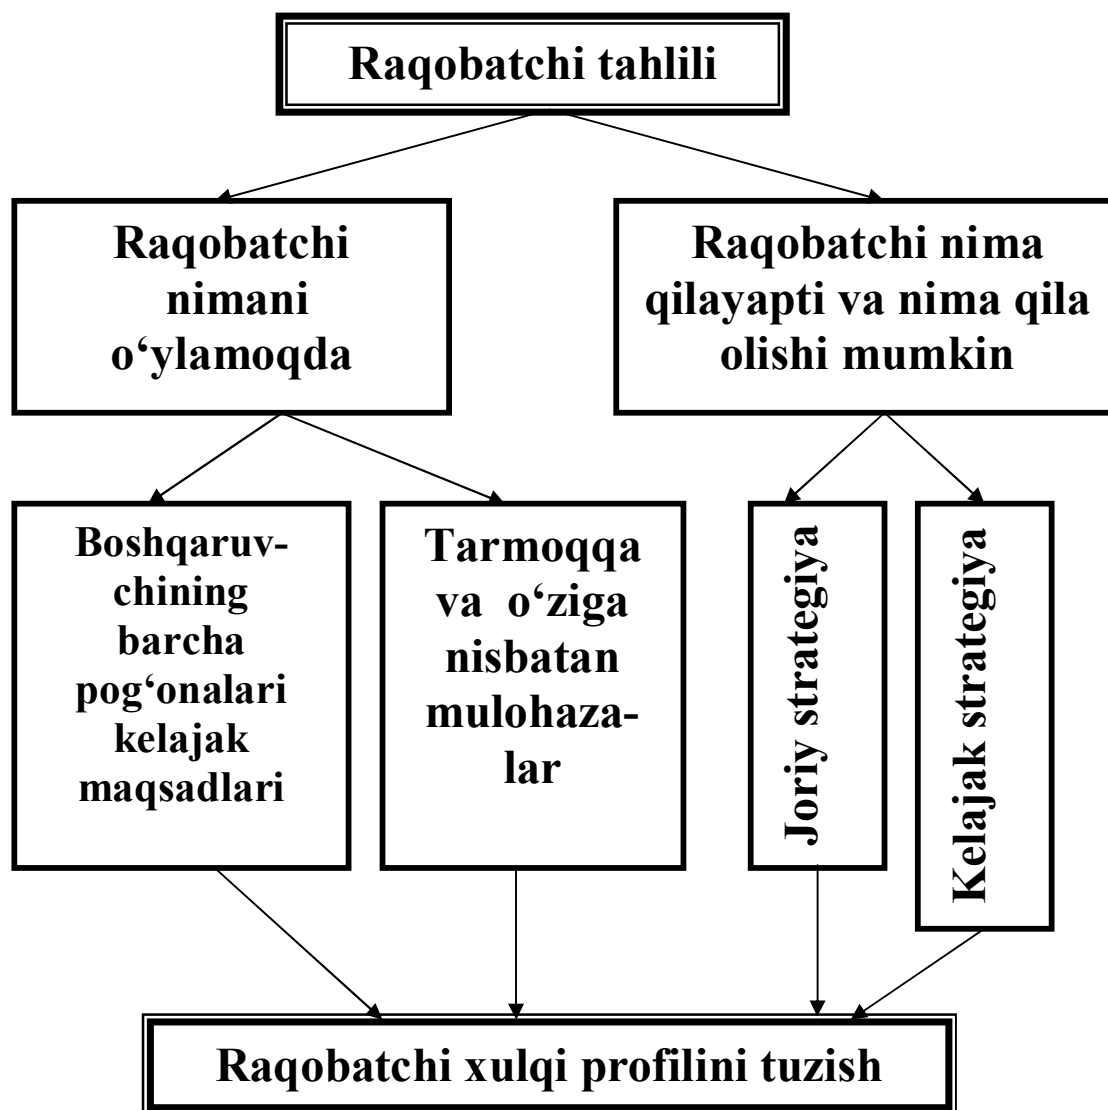 Raqobatchi tahlili
Raqobatchi
nimani
o‘ylamoqda
Raqobatchi nima
qilayapti va nima qila
olishi mumkin
Boshqaruv-
chining
barcha
pog‘onalari
kelajak
maqsadlari
Tarmoqqa
va o‘ziga
nisbatan
mulohaza-
lar
Joriy strategiya
Kelajak strategiya
Raqobatchi xulqi profilini tuzish